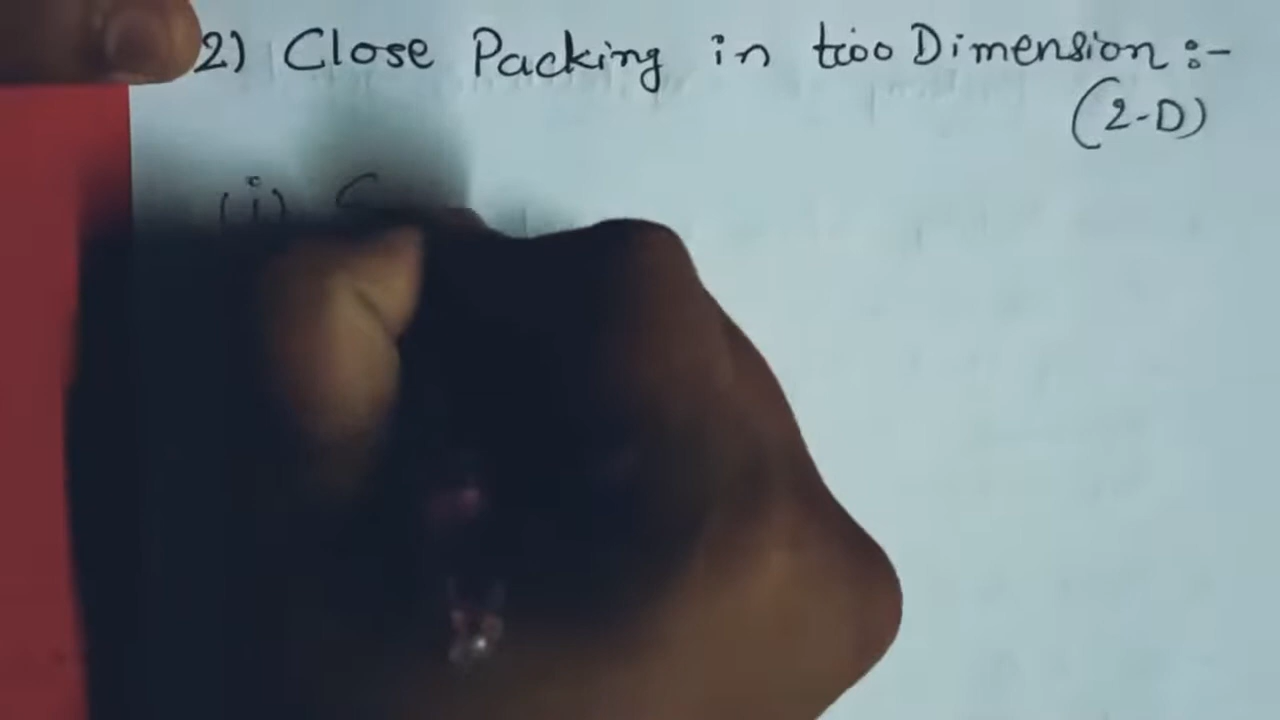 2) Close Packing in two Dimension :-
(2-D)
(i)